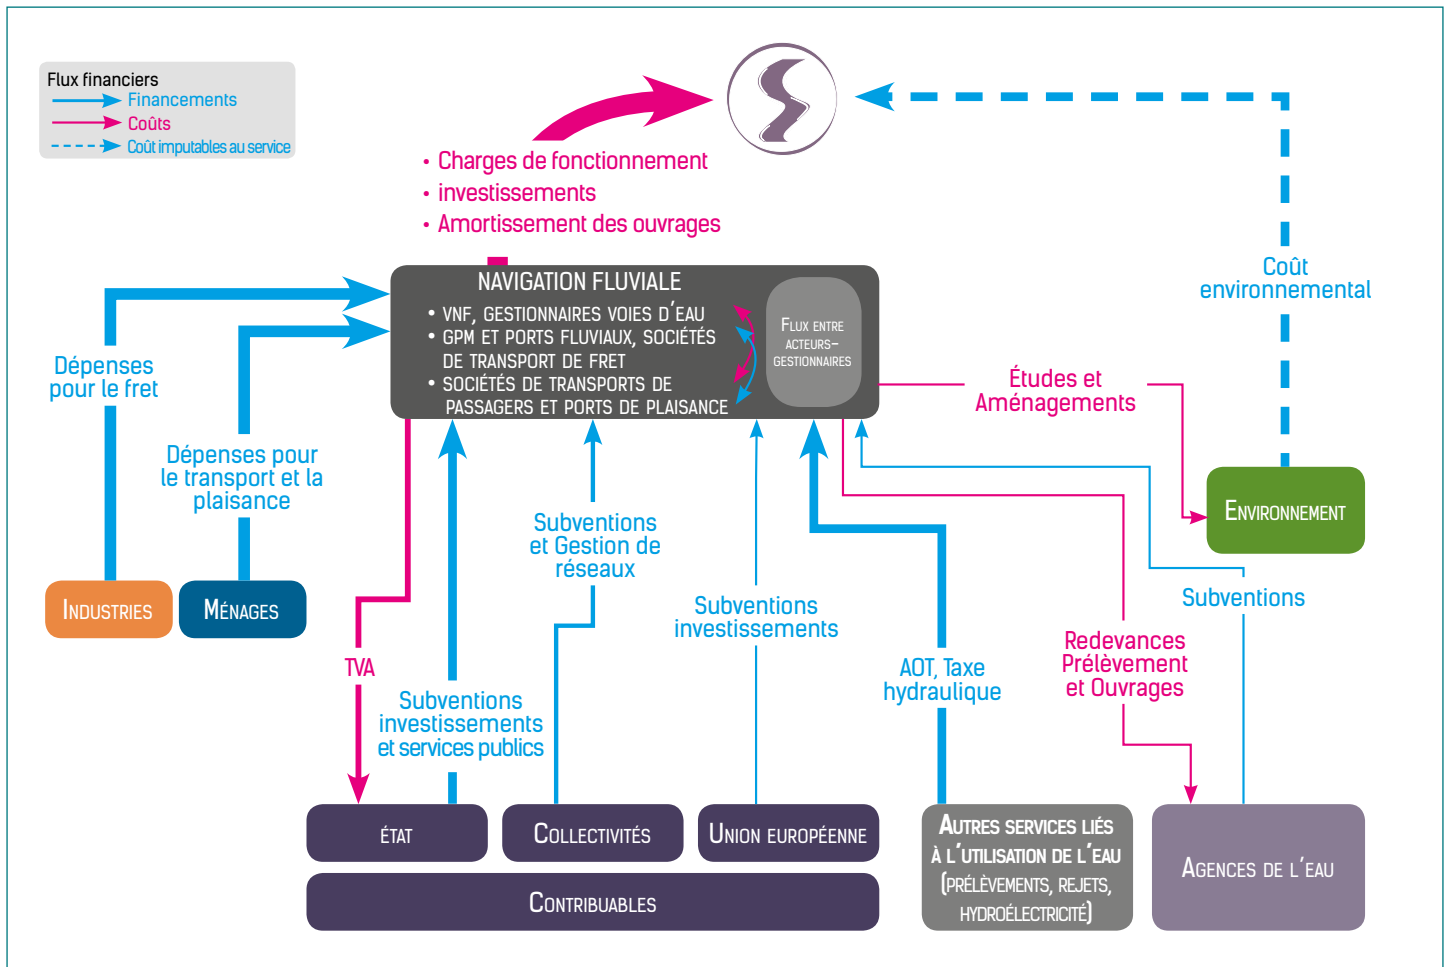 Flux financiers
Financements
Coûts
Coût imputables au service
• Charges de fonctionnement
• investissements
• Amortissement des ouvrages
NAVIGATION FLUVIALE
• VNF, GESTIONNAIRES VOIES D'EAU
• GPM ET PORTS FLUVIAUX, SOCIÉTÉS
DE TRANSPORT DE FRET
• SOCIÉTÉS DE TRANSPORTS DE
PASSAGERS ET PORTS DE PLAISANCE
FLUX ENTRE
ACTEURS-
GESTIONNAIRES
Coût
environnemental
Dépenses
pour le fret
Dépenses pour
le transport et la
plaisance
Études et
Aménagements
ENVIRONNEMENT
INDUSTRIES
MÉNAGES
Subventions
et Gestion de
réseaux
Subventions
investissements
Subventions
TVA
Subventions
investissements
et services publics
AOT, Taxe
hydraulique
Redevances
Prélèvement
et Ouvrages
ÉTAT
COLLECTIVITÉS
UNION EUROPÉENNE
CONTRIBUABLES
AUTRES SERVICES LIÉS
À L'UTILISATION DE L'EAU
(PRÉLÈVEMENTS, REJETS,
HYDROÉLECTRICITÉ)
AGENCES DE L'EAU